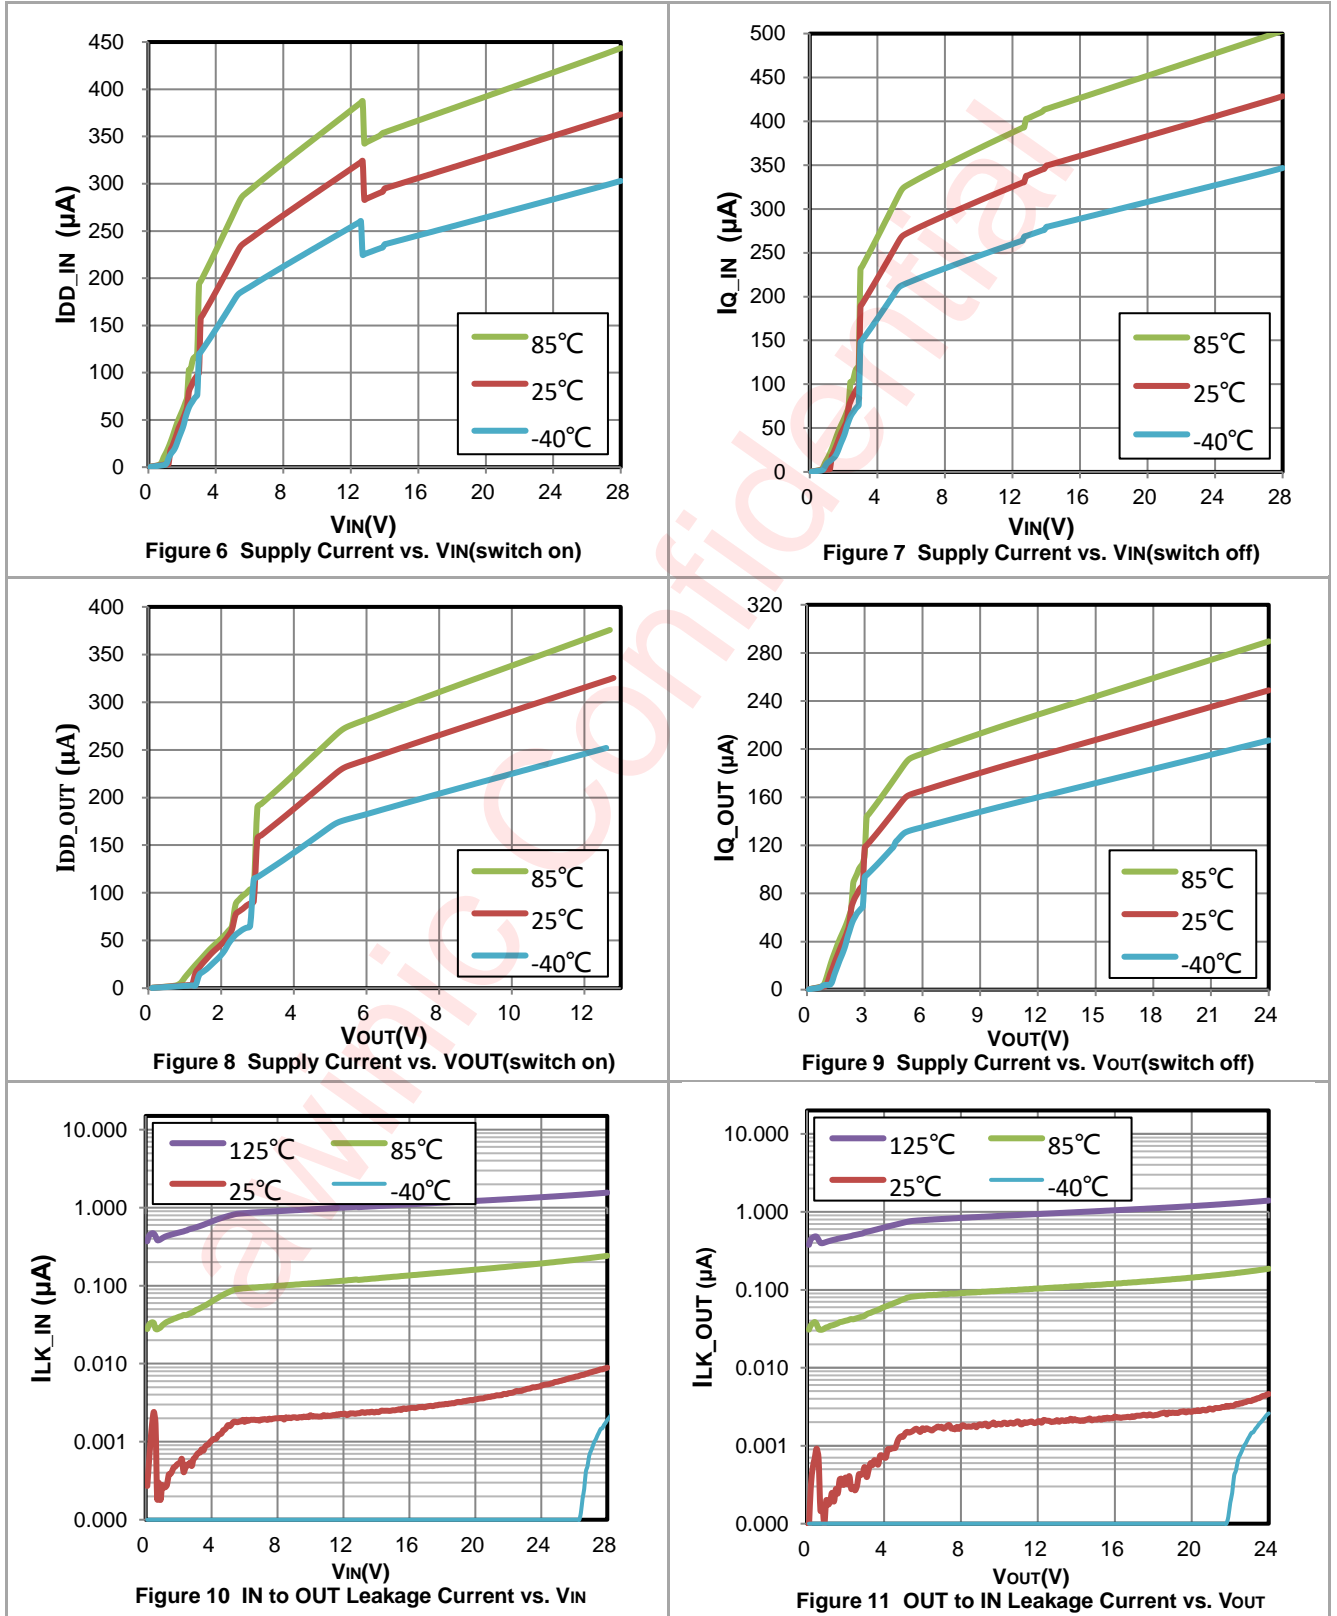 450
400
350
300
250
200
150
100
50
0
IDD_IN (μA)
85℃
25℃
-40℃
0 4 8 12 16 20 24 28
VIN(V)
Figure 6 Supply Current vs. VIN(switch on)
500
450
400
350
300
250
200
150
100
50
0
IQ_IN (μA)
85℃
25℃
-40℃
0 4 8 12 16 20 24 28
VIN(V)
Figure 7 Supply Current vs. VIN(switch off)
400
350
300
250
200
150
100
50
0
IDD_OUT (μA)
85℃
25℃
-40℃
0 2 4 6 8 10 12
VOUT(V)
Figure 8 Supply Current vs. VOUT(switch on)
320
280
240
200
160
120
80
40
0
IQ_OUT (μA)
85℃
25℃
-40℃
0 3 6 9 12 15 18 21 24
VOUT(V)
Figure 9 Supply Current vs. VOUT(switch off)
10.000
1.000
0.100
0.010
0.001
0.000
ILK_IN (μA)
125℃ 85℃
25℃ -40℃
0 4 8 12 16 20 24 28
VIN(V)
Figure 10 IN to OUT Leakage Current vs. VIN
10.000
1.000
0.100
0.010
0.001
0.000
ILK_OUT (μA)
125℃ 85℃
25℃ -40℃
0 4 8 12 16 20 24
VOUT(V)
Figure 11 OUT to IN Leakage Current vs. VOUT
awinic Confidential